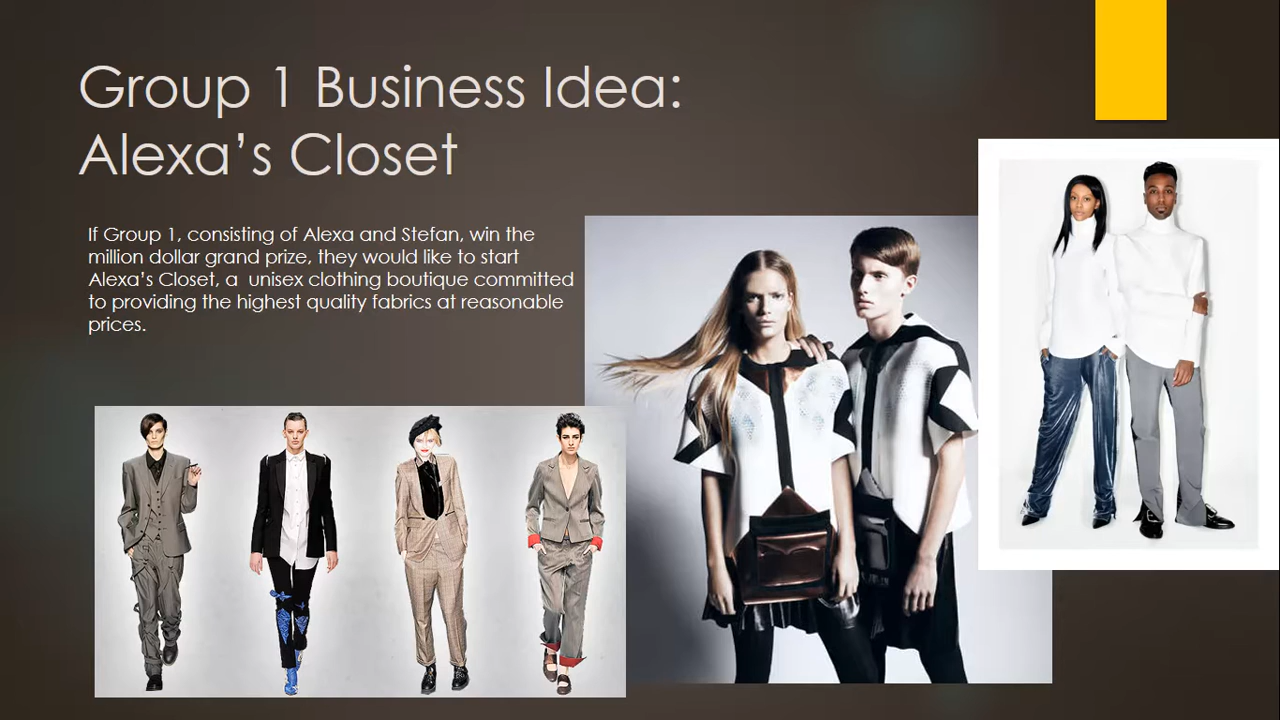 Group 1 Business Idea:
Alexa’s Closet
If Group 1, consisting of Alexa and Stefan, win the
million dollar grand prize, they would like to start
Alexa’s Closet, a  unisex clothing boutique committed
to providing the highest quality fabrics at reasonable
prices.